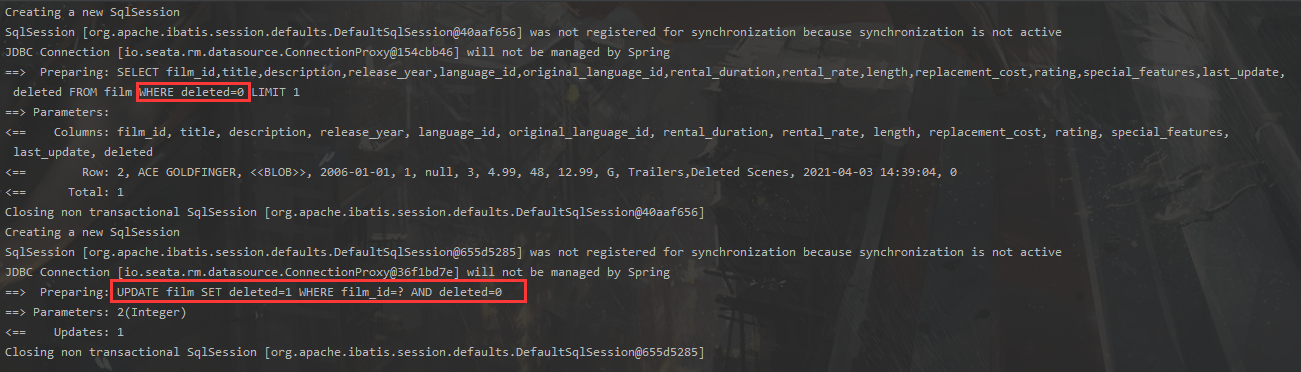 Creating a new SqlSession
SqlSession [org.apache.ibatis.session.defaults.DefaultSqlSession@40aaf656] was not registered for synchronization because synchronization is not active
JDBC Connection [io.seata.rm.datasource.ConnectionProxy@154cbb46] will not be managed by Spring
==>  Preparing: SELECT film_id,title,description,release_year,language_id,original_language_id,rental_duration,rental_rate,length,replacement_cost,rating,special_features,last_update,
deleted FROM film WHERE deleted=0 LIMIT 1
==> Parameters:
<==    Columns: film_id, title, description, release_year, language_id, original_language_id, rental_duration, rental_rate, length, replacement_cost, rating, special_features,
last_update, deleted
<==        Row: 2, ACE GOLDFINGER, <<BLOB>>, 2006-01-01, 1, null, 3, 4.99, 48, 12.99, G, Trailers,Deleted Scenes, 2021-04-03 14:39:04, 0
<==      Total: 1
Closing non transactional SqlSession [org.apache.ibatis.session.defaults.DefaultSqlSession@40aaf656]
Creating a new SqlSession
SqlSession [org.apache.ibatis.session.defaults.DefaultSqlSession@655d5285] was not registered for synchronization because synchronization is not active
JDBC Connection [io.seata.rm.datasource.ConnectionProxy@36f1bd7e] will not be managed by Spring
==>  Preparing: UPDATE film SET deleted=1 WHERE film_id=? AND deleted=0
==> Parameters: 2(Integer)
<==    Updates: 1
Closing non transactional SqlSession [org.apache.ibatis.session.defaults.DefaultSqlSession@655d5285]